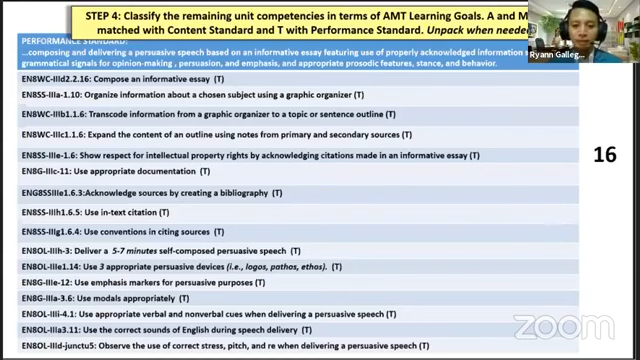 STEP 4: Classify the remaining unit competencies in terms of AMT Learning Goals. A and M
matched with Content Standard and T with Performance Standard. Unpack when needed
PERFORMANCE STANDARD:
…composing and delivering a persuasive speech based on an informative essay featuring use of properly acknowledged information s
grammatical signals for opinion-making , persuasion, and emphasis, and appropriate prosodic features, stance, and behavior.
EN8WC-IIId2.2.16: Compose an informative essay (T)
EN8SS-IIIa-1.10: Organize information about a chosen subject using a graphic organizer (T)
EN8WC-IIIb1.1.6: Transcode information from a graphic organizer to a topic or sentence outline (T)
EN8WC-IIIc1.1.6: Expand the content of an outline using notes from primary and secondary sources (T)
EN8SS-IIIe-1.6: Show respect for intellectual property rights by acknowledging citations made in an informative essay (T)
EN8G-IIIc-11: Use appropriate documentation (T)
ENG8SSIIIe1.6.3:Acknowledge sources by creating a bibliography (T)
EN8SS-IIIh1.6.5: Use in-text citation (T)
EN8SS-IIIg1.6.4: Use conventions in citing sources (T)
EN8OL-IIIh-3: Deliver a 5-7 minutes self-composed persuasive speech (T)
EN8OL-IIIe1.14: Use 3 appropriate persuasive devices (i.e., logos, pathos, ethos). (T)
EN8G-IIIe-12: Use emphasis markers for persuasive purposes (T)
EN8G-IIIa-3.6: Use modals appropriately (T)
EN8OL-IIIi-4.1: Use appropriate verbal and nonverbal cues when delivering a persuasive speech (T)
EN8OL-IIIa3.11: Use the correct sounds of English during speech delivery (T)
EN8OL-IIId-junctu5: Observe the use of correct stress, pitch, and re when delivering a persuasive speech (T)
16
Ryann Galleg...
zoom